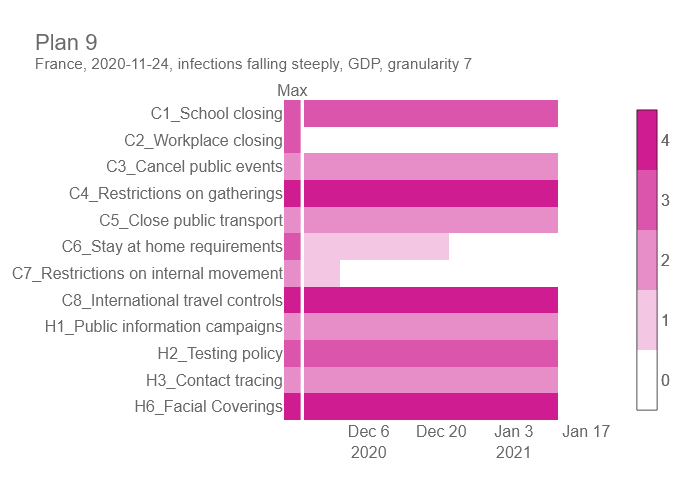 Plan 9
France, 2020-11-24, infections falling steeply, GDP, granularity 7
Max
C1_School closing
C2_Workplace closing
C3_Cancel public events
C4_Restrictions on gatherings
C5_Close public transport
C6_Stay at home requirements
C7_Restrictions on internal movement
C8_International travel controls
H1_Public information campaigns
H2_Testing policy
H3_Contact tracing
H6_Facial Coverings
Dec 6 Dec 20 Jan 3 Jan 17
2020 2021
4
3
2
1
0